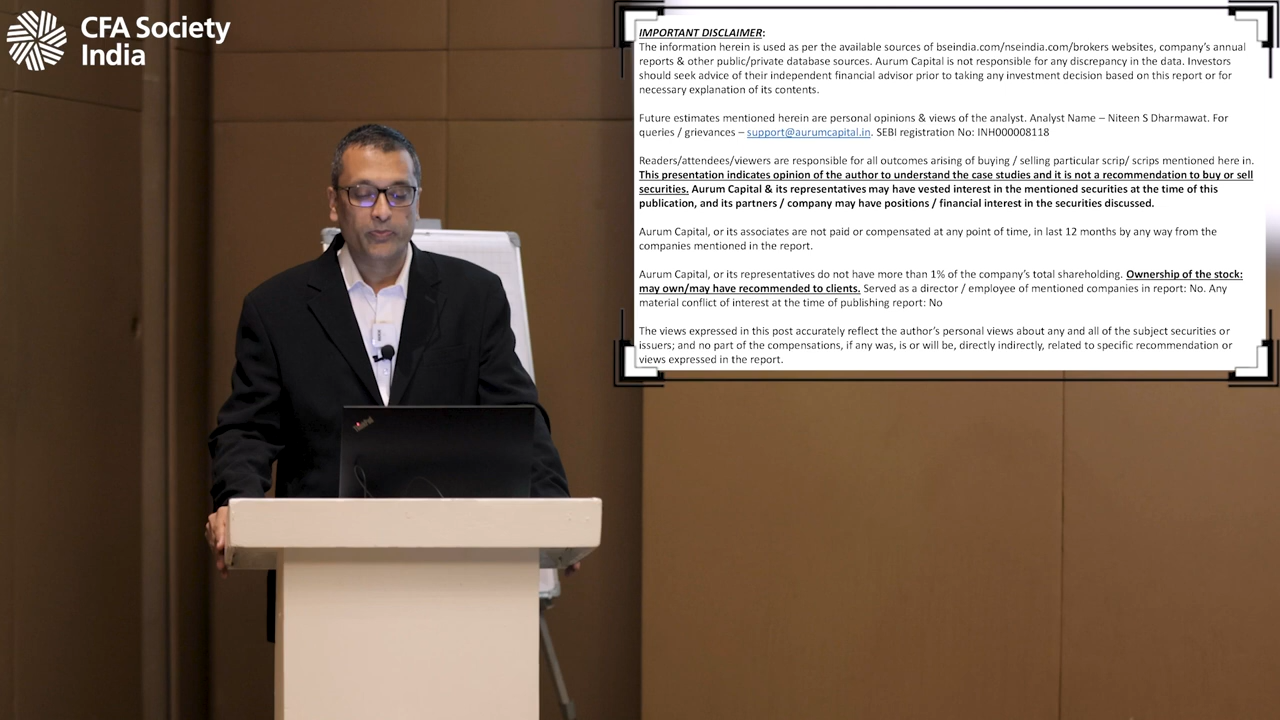 CFA Society
India
IMPORTANT DISCLAIMER:
The information herein is used as per the available sources of bseindia.com/nseindia.com/brokers websites, company's annual
reports & other public/private database sources. Aurum Capital is not responsible for any discrepancy in the data. Investors
should seek advice of their independent financial advisor prior to taking any investment decision based on this report or for
necessary explanation of its contents.
Future estimates mentioned herein are personal opinions & views of the analyst. Analyst Name – Niteen S Dharmawat. For
queries / grievances – support@aurumcapital.in. SEBI registration No: INH000008118
Readers/attendees/viewers are responsible for all outcomes arising of buying / selling particular scrip/ scrips mentioned here in.
This presentation indicates opinion of the author to understand the case studies and it is not a recommendation to buy or sell
securities. Aurum Capital & its representatives may have vested interest in the mentioned securities at the time of this
publication, and its partners / company may have positions / financial interest in the securities discussed.
Aurum Capital, or its associates are not paid or compensated at any point of time, in last 12 months by any way from the
companies mentioned in the report.
Aurum Capital, or its representatives do not have more than 1% of the company's total shareholding. Ownership of the stock:
may own/may have recommended to clients. Served as a director / employee of mentioned companies in report: No. Any
material conflict of interest at the time of publishing report: No
The views expressed in this post accurately reflect the author's personal views about any and all of the subject securities or
issuers; and no part of the compensations, if any was, is or will be, directly indirectly, related to specific recommendation or
views expressed in the report.
ThinkPad